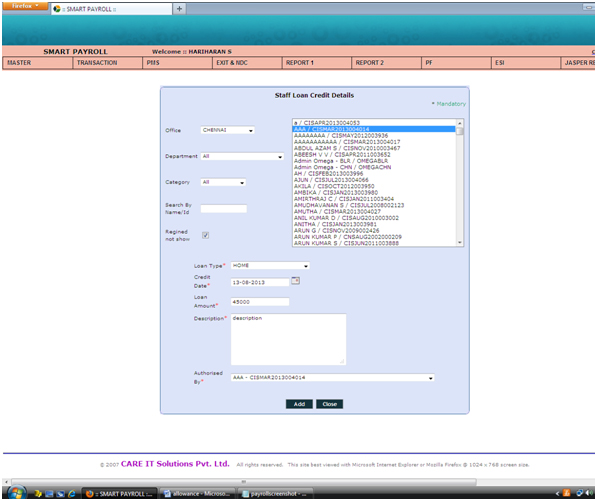 Firefox
:: SMART PAYROLL ::
SMART PAYROLL Welcome :: HARIHARAN S
MASTER TRANSACTION PMS EXIT & NDC REPORT 1 REPORT 2 PF ESI JASPER RE
Staff Loan Credit Details
* Mandatory
Office CHENNAI
Department All
Category All
Search By Name/Id
Regined not show
a / CISAPR2013004053
AAA / CISMAR2013004014
AAAAAAAA / CISMAY2012003936
AAAAAAAAAAAA / CISMAR2013004017
ABDUL AZAM S / CISNOV2010003467
ABEESH V V / CISAPR2011003652
Admin Omega - BLR / OMEGABLR
Admin Omega - CHN / OMEGACHN
AH / CISFEB2013003996
AJUN / CISJUL2013004066
AKILA / CISOCT2012003950
AMBIKA / CISJAN2013003980
AMIRTHRAJ C / CISJAN2011003404
AMUDHAVANAN S / CISJUL2008002123
AMUTHA / CISMAR2013004027
ANIL KUMAR D / CISAUG2010003002
ANITHA / CISJAN2013003981
ARUN G / CISNOV2009002426
ARUN KUMAR P / CNSAUG2002000209
ARUN KUMAR S / CISJUN2011003888
Loan Type* HOME
Credit Date* 13-08-2013
Loan Amount* 45000
Description* description
Authorised By* AAA - CISMAR2013004014
Add Close
© 2007 CARE IT Solutions Pvt. Ltd. All rights reserved. This site best viewed with Microsoft Internet Explorer or Mozilla Firefox @ 1024 x 768 screen size.
:: SMART PAYROLL :... allowance - Microso... payrollscreenshot - ...